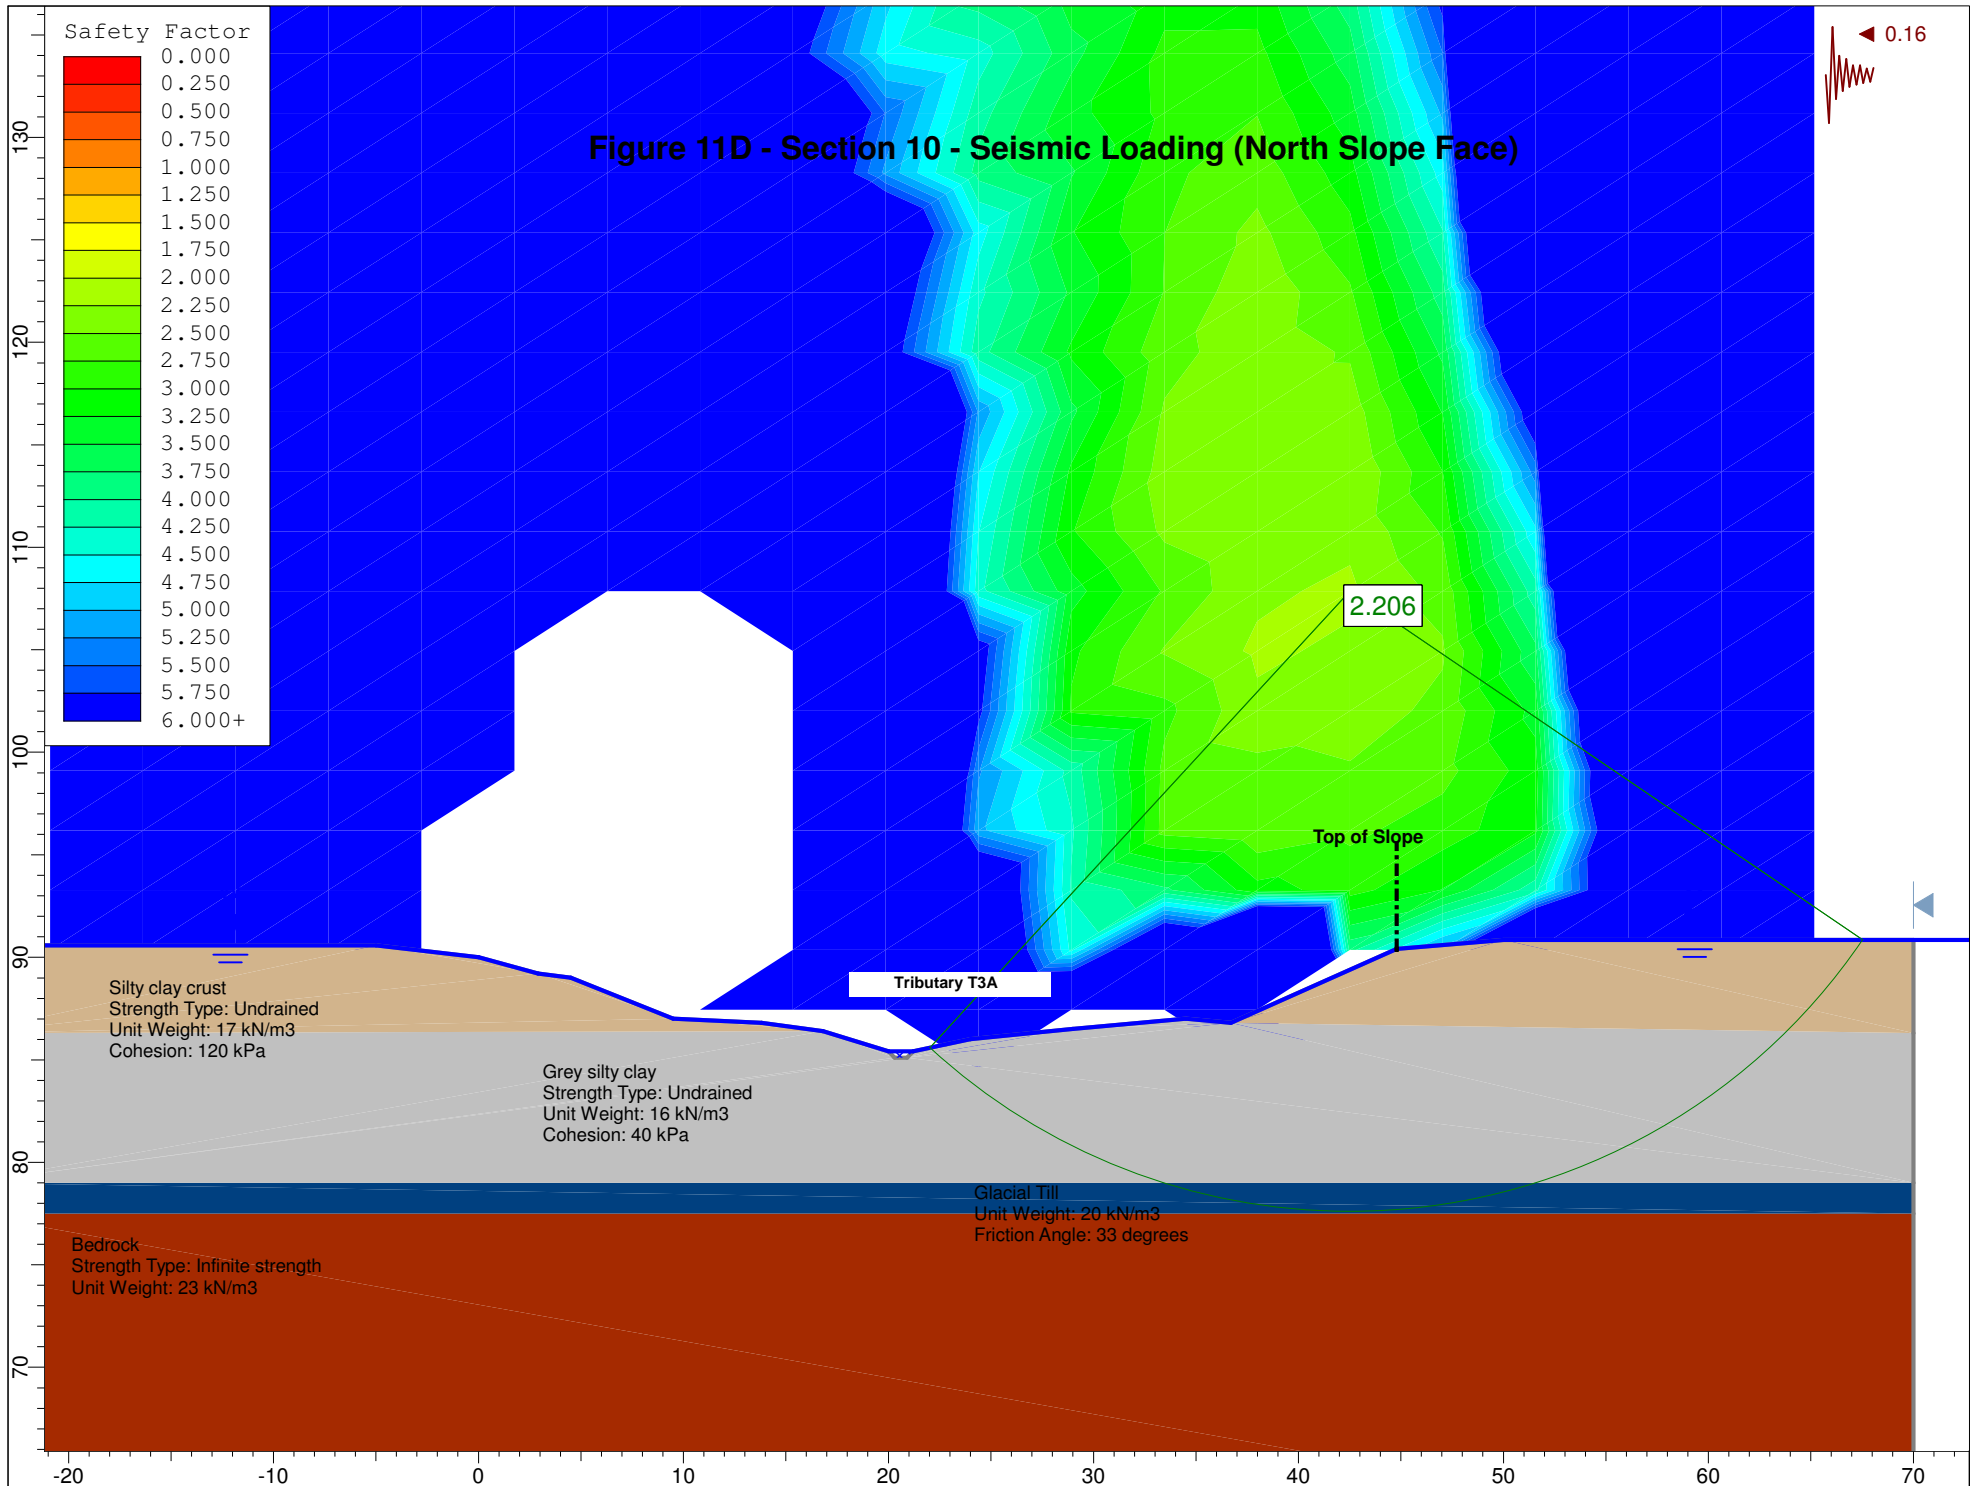 Safety Factor
0.000
0.250
0.500
0.750
1.000
1.250
1.500
1.750
2.000
2.250
2.500
2.750
3.000
3.250
3.500
3.750
4.000
4.250
4.500
4.750
5.000
5.250
5.500
5.750
6.000+
0.16
Figure 11D - Section 10 - Seismic Loading (North Slope Face)
2.206
Top of Slope
Tributary T3A
Silty clay crust
Strength Type: Undrained
Unit Weight: 17 kN/m3
Cohesion: 120 kPa
Grey silty clay
Strength Type: Undrained
Unit Weight: 16 kN/m3
Cohesion: 40 kPa
Glacial Till
Unit Weight: 20 kN/m3
Friction Angle: 33 degrees
Bedrock
Strength Type: Infinite strength
Unit Weight: 23 kN/m3
130
120
110
100
90
80
70
-20 -10 0 10 20 30 40 50 60 70